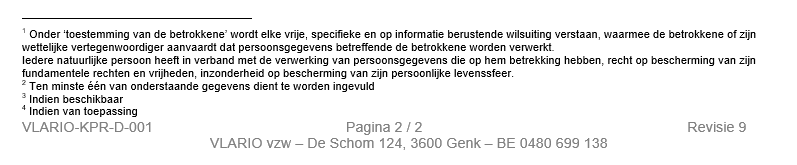 1 Onder ‘toestemming van de betrokkene’ wordt elke vrije, specifieke en op informatie berustende wilsuiting verstaan, waarmee de betrokkene of zijn
wettelijke vertegenwoordiger aanvaardt dat persoonsgegevens betreffende de betrokkene worden verwerkt.
Iedere natuurlijke persoon heeft in verband met de verwerking van persoonsgegevens die op hem betrekking hebben, recht op bescherming van zijn
fundamentele rechten en vrijheden, inzonderheid op bescherming van zijn persoonlijke levenssfeer.
2 Ten minste één van onderstaande gegevens dient te worden ingevuld
3 Indien beschikbaar
4 Indien van toepassing
VLARIO-KPR-D-001 Pagina 2 / 2 Revisie 9
VLARIO vzw – De Schom 124, 3600 Genk – BE 0480 699 138